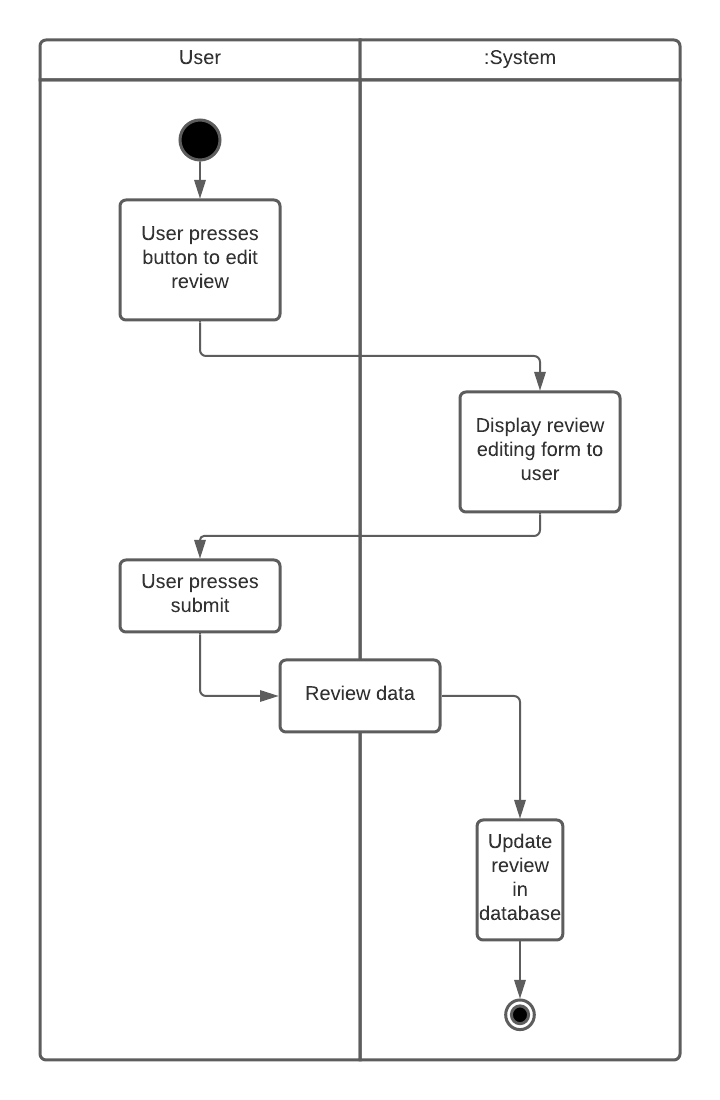 User
:System
User presses
button to edit
review
Display review
editing form to
user
User presses
submit
Review data
Update
review
in
database